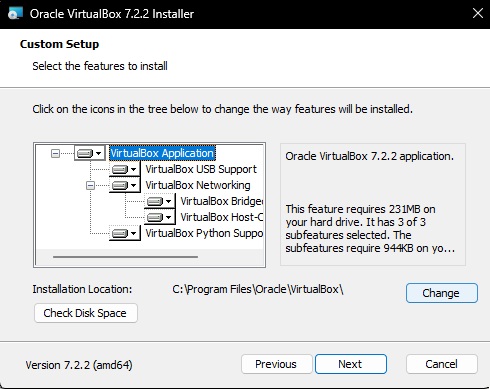 Oracle VirtualBox 7.2.2 Installer
Custom Setup
Select the features to install
Click on the icons in the tree below to change the way features will be installed.
VirtualBox Application
VirtualBox USB Support
VirtualBox Networking
VirtualBox Bridge
VirtualBox Host-C
VirtualBox Python Suppo
Oracle VirtualBox 7.2.2 application.
This feature requires 231MB on
your hard drive. It has 3 of 3
subfeatures selected. The
subfeatures require 944KB on yo...
Installation Location: C:\Program Files\Oracle\VirtualBox\
Change
Check Disk Space
Version 7.2.2 (amd64)
Previous
Next
Cancel